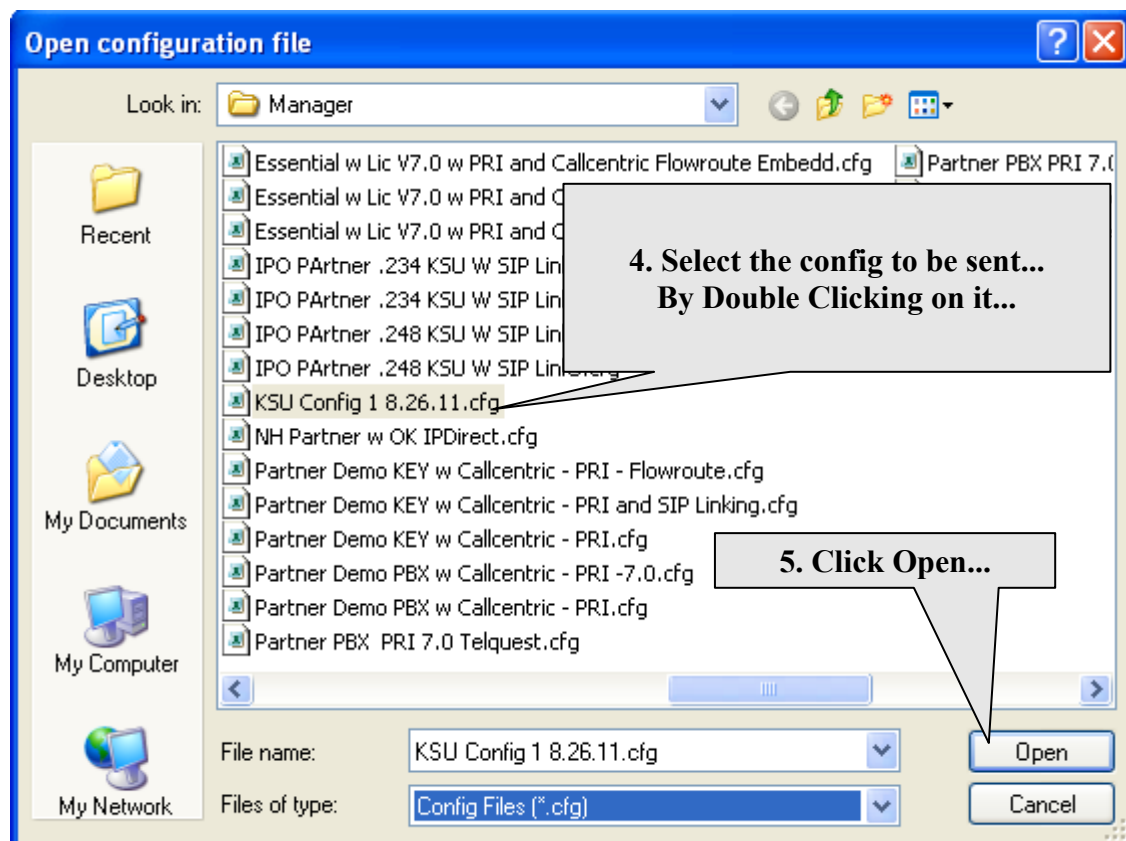 Open configuration file
Look in: Manager
Essential w Lic V7.0 w PRI and Callcentric Flowroute Embedd.cfg
Partner PBX PRI 7.0
Essential w Lic V7.0 w PRI and C
Essential w Lic V7.0 w PRI and C
IPO PArtner .234 KSU W SIP Lin
IPO PArtner .234 KSU W SIP Lin
IPO PArtner .248 KSU W SIP Lin
IPO PArtner .248 KSU W SIP
KSU Config 1 8.26.11.cfg
NH Partner w OK IPDirect.cfg
Partner Demo KEY w Callcentric - PRI - Flowroute.cfg
Partner Demo KEY w Callcentric - PRI and SIP Linking.cfg
Partner Demo KEY w Callcentric - PRI.cfg
Partner Demo PBX w Callcentric - PRI -7.0.cfg
Partner Demo PBX w Callcentric - PRI.cfg
Partner PBX  PRI 7.0 Telquest.cfg
4. Select the config to be sent...
By Double Clicking on it...
5. Click Open...
Recent
Desktop
My Documents
My Computer
My Network
File name: KSU Config 1 8.26.11.cfg
Open
Files of type: Config Files (*.cfg)
Cancel